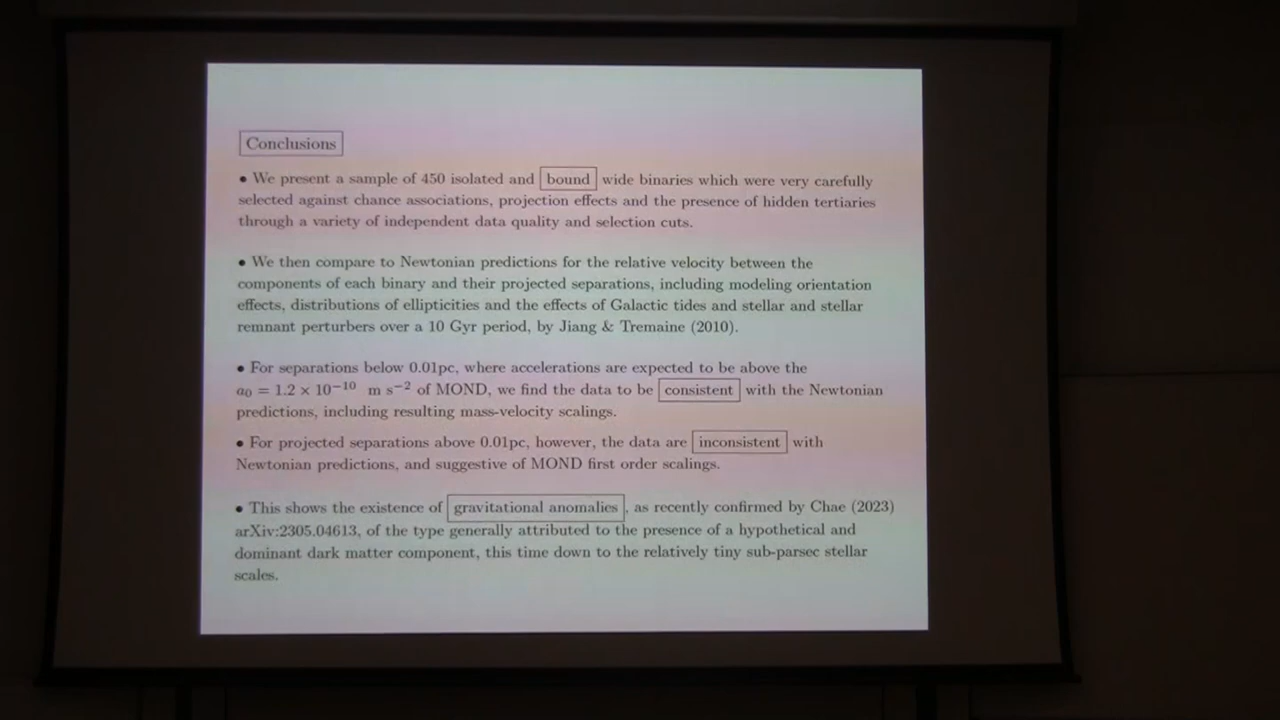 Conclusions
• We present a sample of 450 isolated and bound wide binaries which were very carefully
selected against chance associations, projection effects and the presence of hidden tertiaries
through a variety of independent data quality and selection cuts.
• We then compare to Newtonian predictions for the relative velocity between the
components of each binary and their projected separations, including modeling orientation
effects, distributions of ellipticities and the effects of Galactic tides and stellar and stellar
remnant perturbers over a 10 Gyr period, by Jiang & Tremaine (2010).
• For separations below 0.01pc, where accelerations are expected to be above the
a₀ = 1.2 × 10⁻¹⁰ m s⁻² of MOND, we find the data to be consistent with the Newtonian
predictions, including resulting mass-velocity scalings.
• For projected separations above 0.01pc, however, the data are inconsistent with
Newtonian predictions, and suggestive of MOND first order scalings.
• This shows the existence of gravitational anomalies, as recently confirmed by Chae (2023)
arXiv:2305.04613, of the type generally attributed to the presence of a hypothetical and
dominant dark matter component, this time down to the relatively tiny sub-parsec stellar
scales.